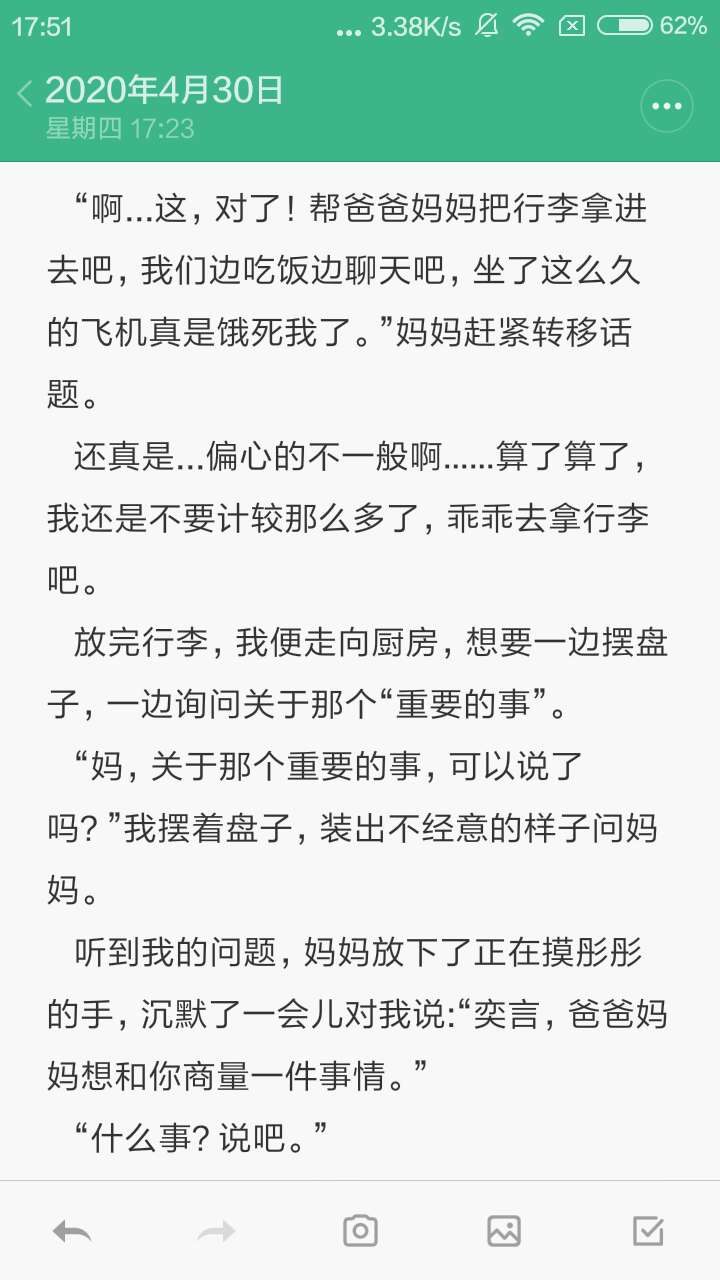 17:51
... 3.38K/s 62%
2020年4月30日
星期四 17:23
“啊...这，对了！帮爸爸妈妈把行李拿进
去吧，我们边吃饭边聊天吧，坐了这么久
的飞机真是饿死我了。”妈妈赶紧转移话
题。
还真是...偏心的不一般啊......算了算了，
我还是不要计较那么多了，乖乖去拿行李
吧。
放完行李，我便走向厨房，想要一边摆盘
子，一边询问关于那个“重要的事”。
“妈，关于那个重要的事，可以说了
吗？”我摆着盘子，装出不经意的样子问妈
妈。
听到我的问题，妈妈放下了正在摸彤彤
的手，沉默了一会儿对我说:“奕言，爸爸妈
妈想和你商量一件事情。”
“什么事？说吧。”